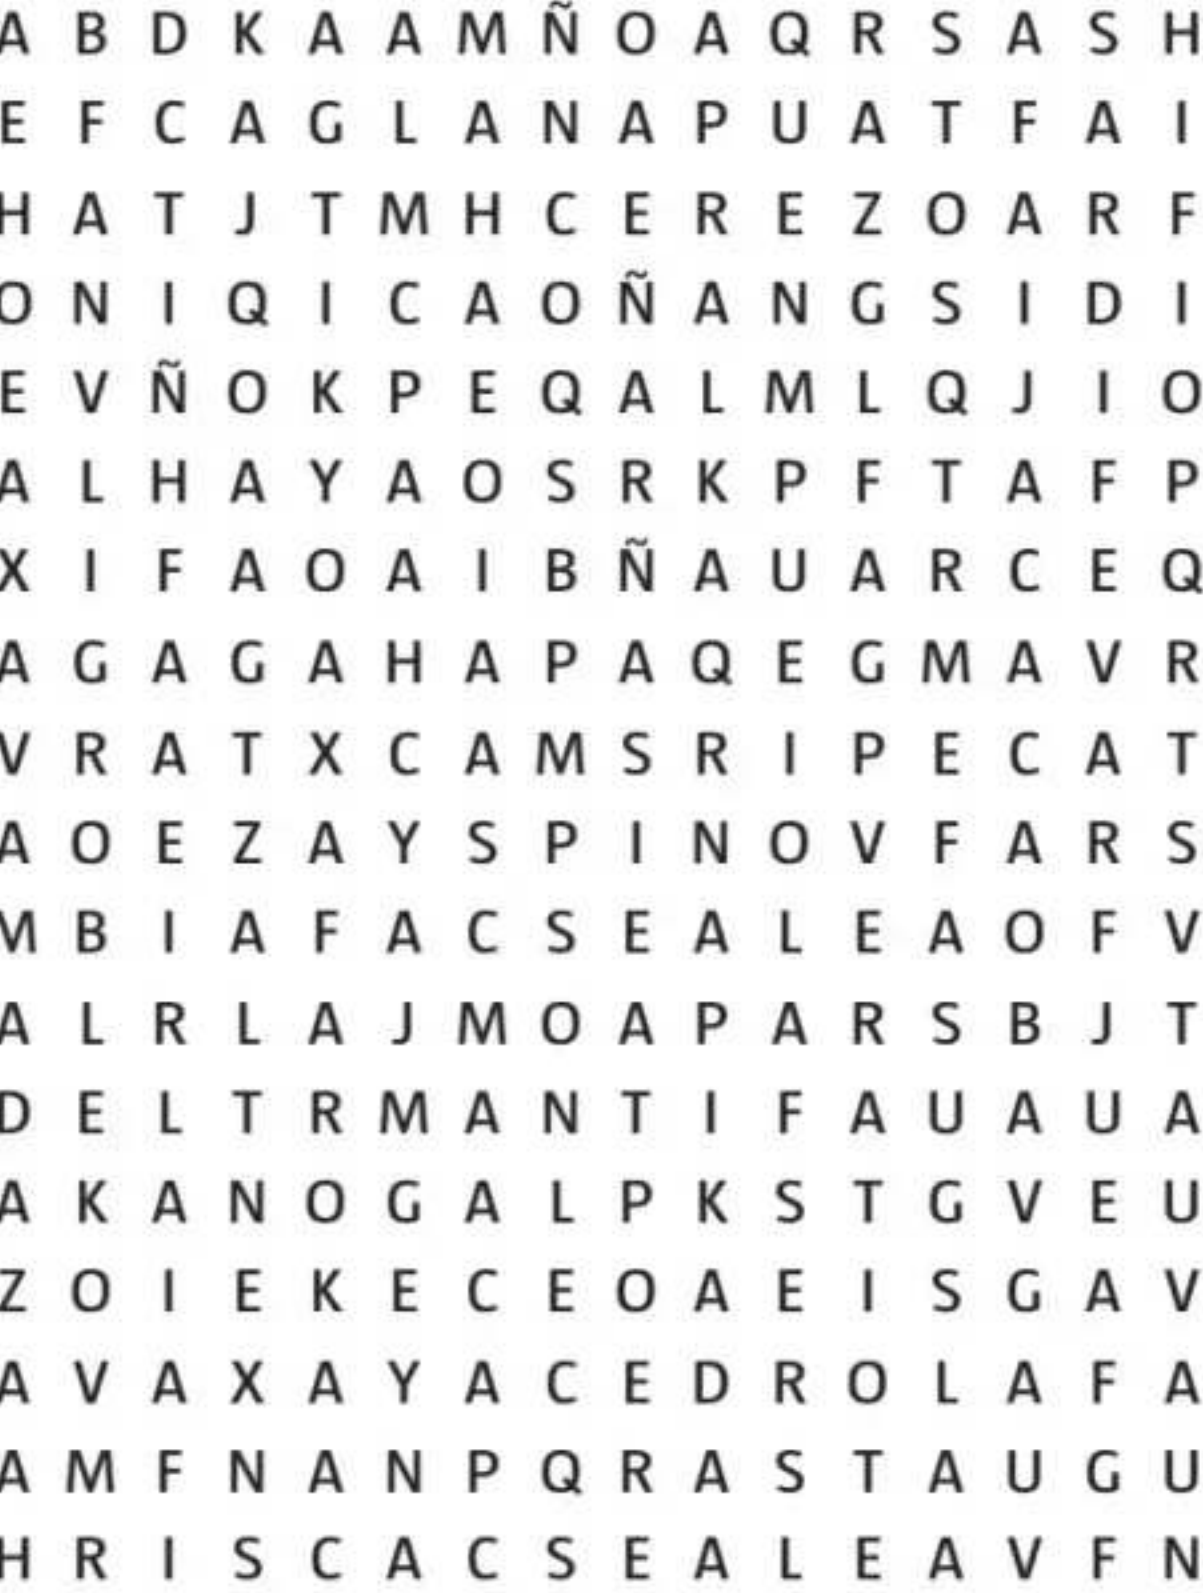 A B D K A A M Ñ O A Q R S A S H
E F C A G L A N A P U A T F A I
H A T J T M H C E R E Z O A R F
O N I Q I C A O Ñ A N G S I D I
E V Ñ O K P E Q A L M L Q J I O
A L H A Y A O S R K P F T A F P
X I F A O A I B Ñ A U A R C E Q
A G A G A H A P A Q E G M A V R
V R A T X C A M S R I P E C A T
A O E Z A Y S P I N O V F A R S
M B I A F A C S E A L E A O F V
A L R L A J M O A P A R S B J T
D E L T R M A N T I F A U A U A
A K A N O G A L P K S T G V E U
Z O I E K E C E O A E I S G A V
A V A X A Y A C E D R O L A F A
A M F N A N P Q R A S T A U G U
H R I S C A C S E A L E A V F N